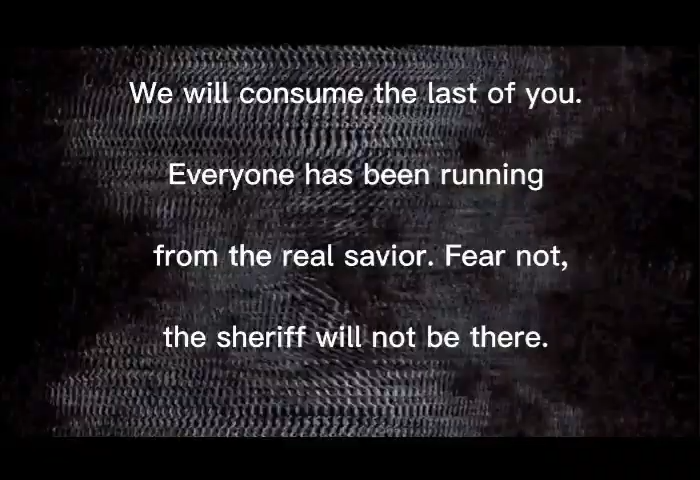 We will consume the last of you.
Everyone has been running
from the real savior. Fear not,
the sheriff will not be there.